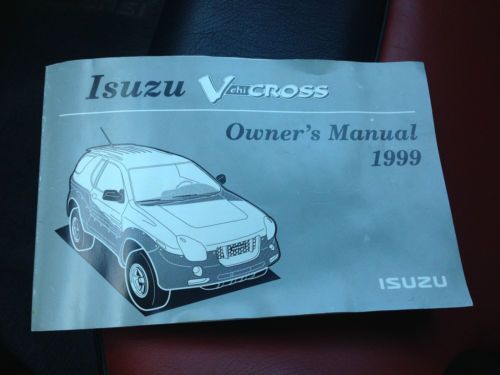 Isuzu VehiCROSS
Owner's Manual
1999
ISUZU